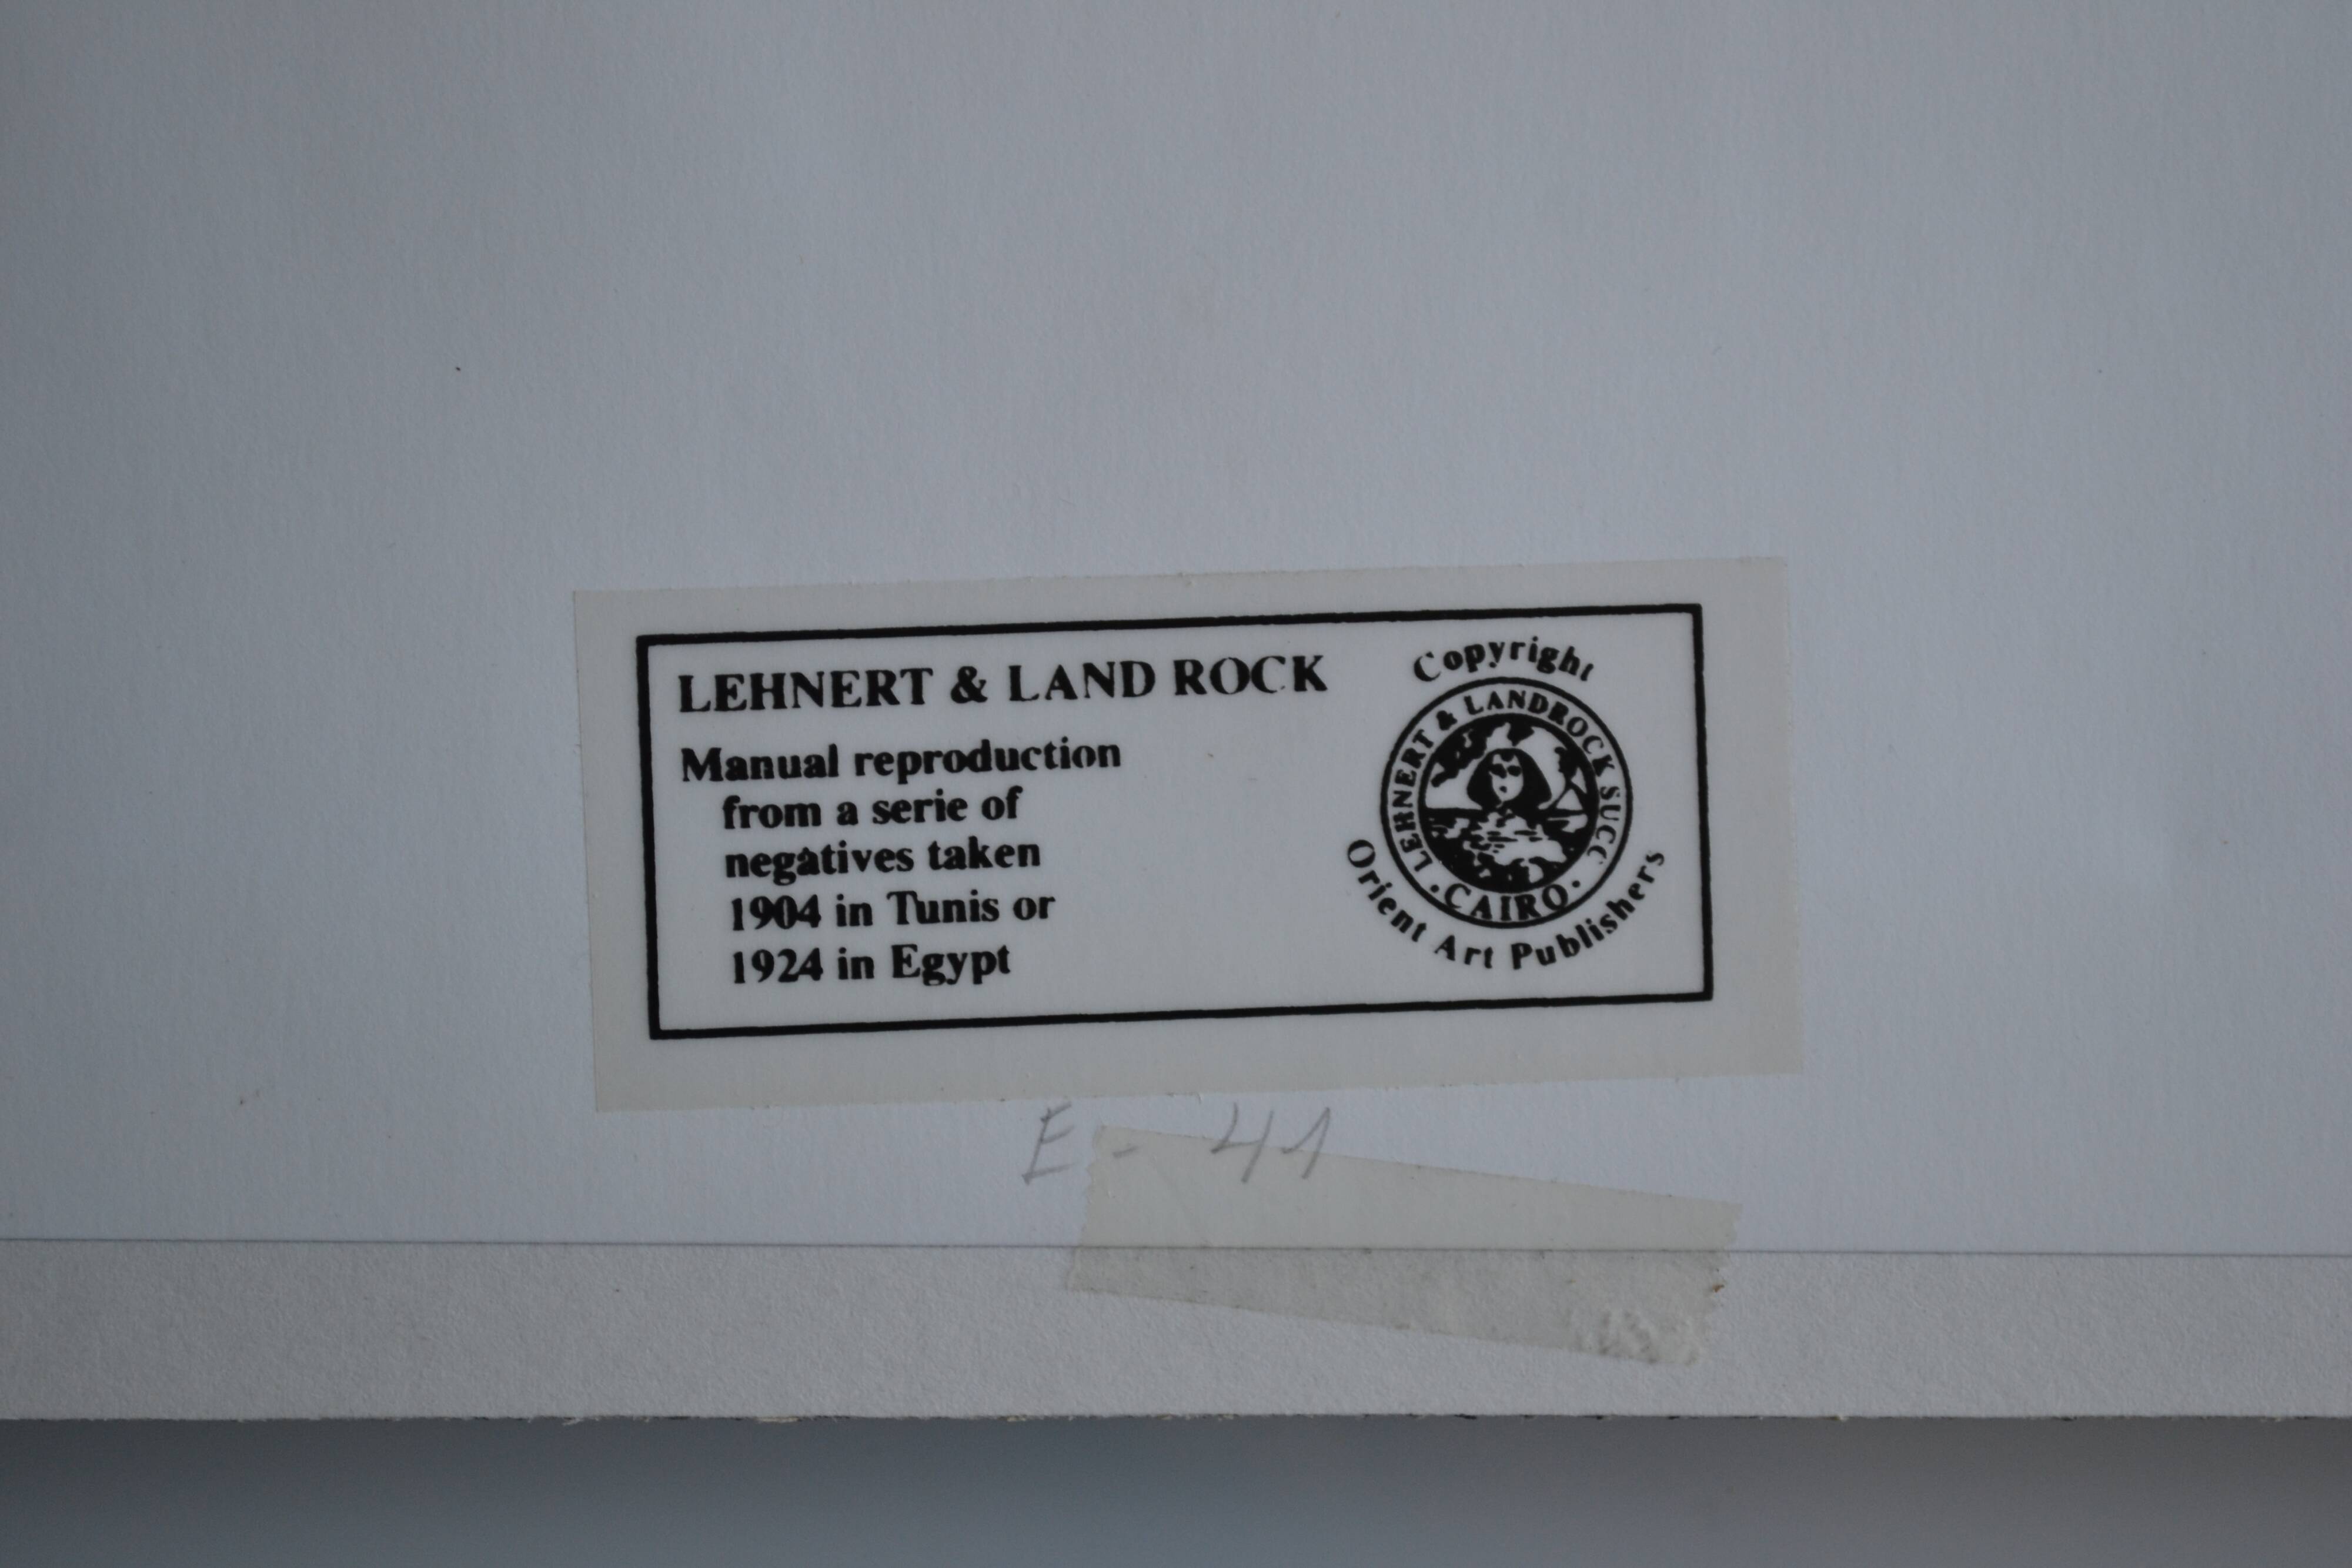 LEHNERT & LAND ROCK
Manual reproduction
from a serie of
negatives taken
1904 in Tunis or
1924 in Egypt
Copyright
LEHNERT & LANDROCK SUCC
· CAIRO ·
Orient Art Publishers
E - 41